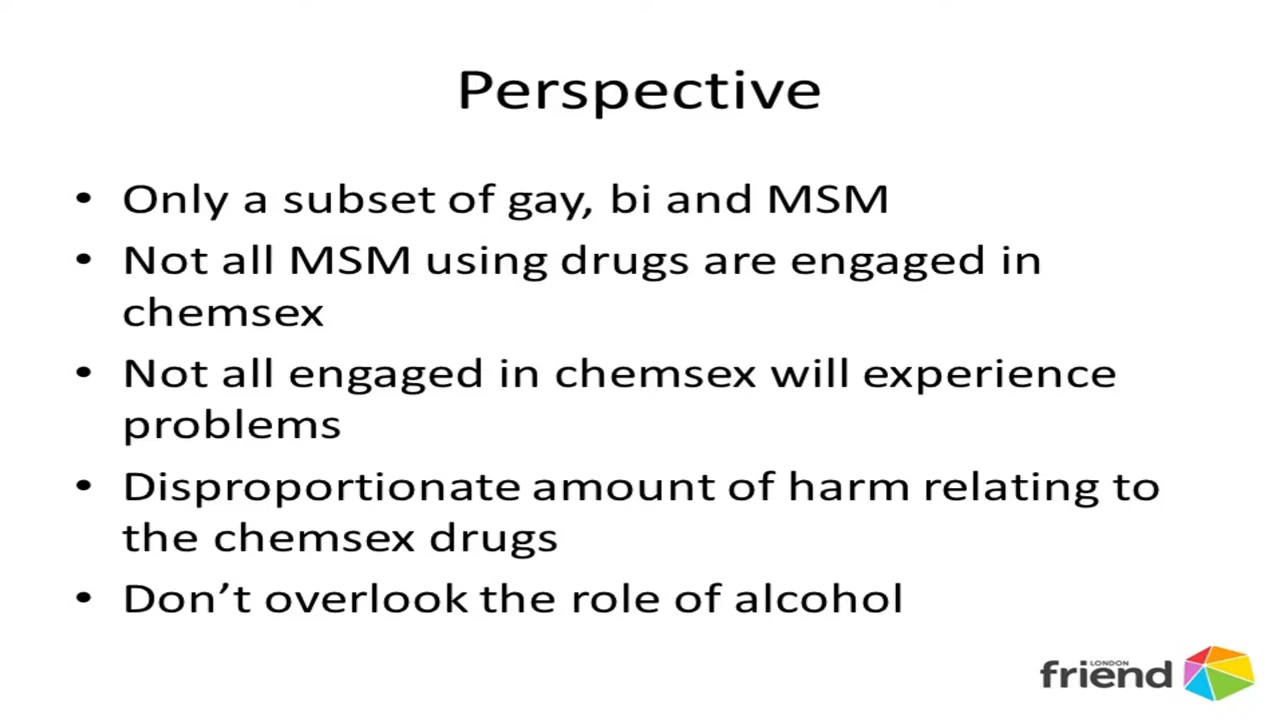 Perspective
• Only a subset of gay, bi and MSM
• Not all MSM using drugs are engaged in
chemsex
• Not all engaged in chemsex will experience
problems
• Disproportionate amount of harm relating to
the chemsex drugs
• Don’t overlook the role of alcohol
LONDON
friend